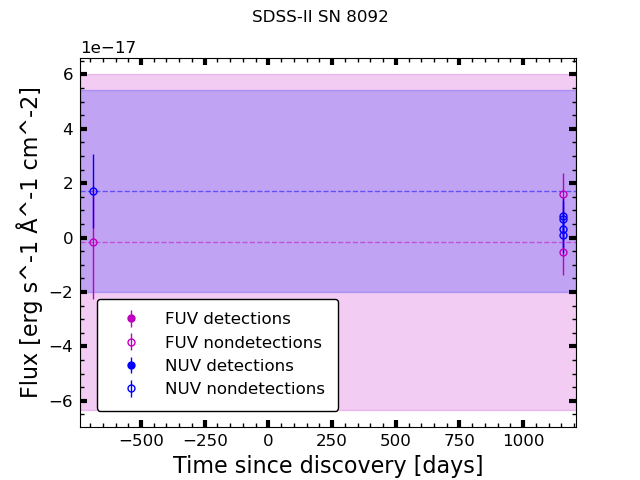 SDSS-II SN 8092
1e−17
6
4
2
0
−2
−4
−6
Flux [erg s^-1 Å^-1 cm^-2]
FUV detections
FUV nondetections
NUV detections
NUV nondetections
−500 −250 0 250 500 750 1000
Time since discovery [days]